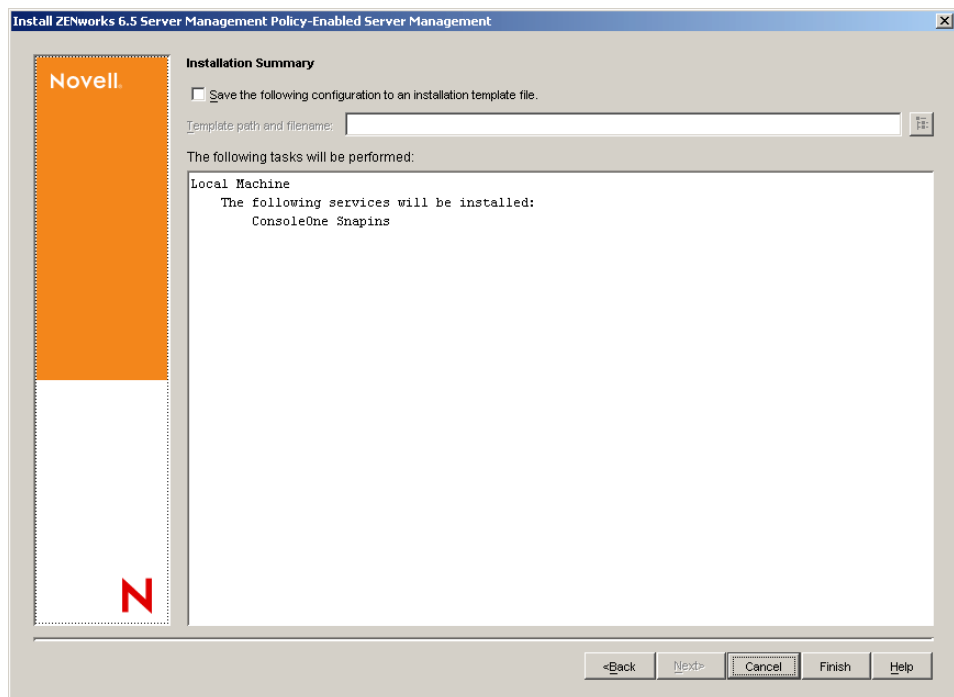 Install ZENworks 6.5 Server Management Policy-Enabled Server Management
Novell.
Installation Summary
Save the following configuration to an installation template file.
Template path and filename:
The following tasks will be performed:
Local Machine
The following services will be installed:
ConsoleOne Snapins
N
<Back
Next>
Cancel
Finish
Help